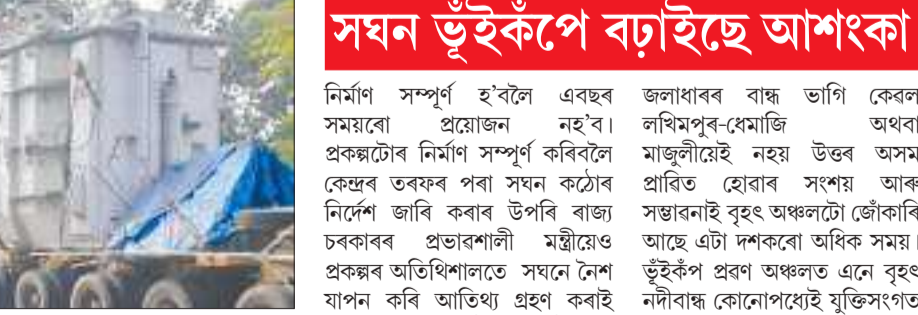 সঘন ভূঁইকঁপে বঢ়াইছে আশংকা
নিৰ্মাণ সম্পূৰ্ণ হ'বলৈ এবছৰ
সময়ৰো প্ৰয়োজন নহ'ব।
প্ৰকল্পটোৰ নিৰ্মাণ সম্পূৰ্ণ কৰিবলৈ
কেন্দ্ৰৰ তৰফৰ পৰা সঘন কঠোৰ
নিৰ্দেশ জাৰি কৰাৰ উপৰি ৰাজ্য
চৰকাৰৰ প্ৰভাৱশালী মন্ত্ৰীয়েও
প্ৰকল্পৰ অতিথিশালতে সঘনে নৈশ
যাপন কৰি আতিথ্য গ্ৰহণ কৰাই
জলাধাৰৰ বান্ধ ভাগি কেৱল
লখিমপুৰ-ধেমাজি অথবা
মাজুলীয়েই নহয় উত্তৰ অসম
প্লাৱিত হোৱাৰ সংশয় আৰু
সম্ভাৱনাই বৃহৎ অঞ্চলটো জোঁকাৰি
আছে এটা দশকৰো অধিক সময়।
ভূঁইকঁপ প্ৰৱণ অঞ্চলত এনে বৃহৎ
নদীবান্ধ কোনোপধ্যেই যুক্তিসংগত